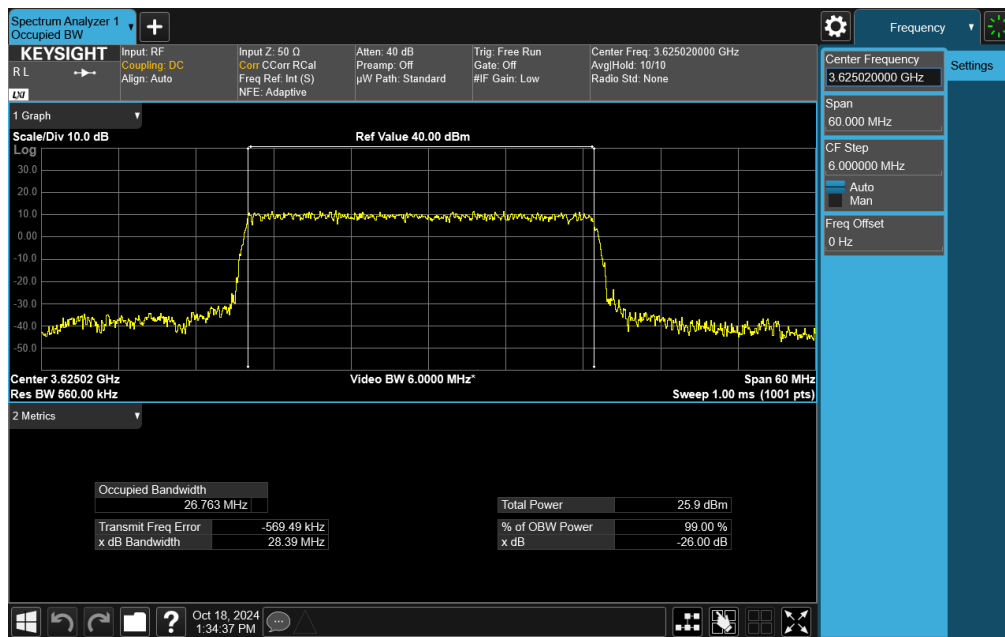 Spectrum Analyzer 1
Occupied BW
Frequency
KEYSIGHT
R L
LXI
Input: RF
Coupling: DC
Align: Auto
Input Z: 50 Ω
Corr CCorr RCal
Freq Ref: Int (S)
NFE: Adaptive
Atten: 40 dB
Preamp: Off
µW Path: Standard
Trig: Free Run
Gate: Off
#IF Gain: Low
Center Freq: 3.625020000 GHz
Avg|Hold: 10/10
Radio Std: None
Center Frequency
3.625020000 GHz
Settings
Span
60.000 MHz
CF Step
6.000000 MHz
Auto
Man
Freq Offset
0 Hz
1 Graph
Scale/Div 10.0 dB
Ref Value 40.00 dBm
Log
30.0
20.0
10.0
0.00
-10.0
-20.0
-30.0
-40.0
-50.0
Center 3.62502 GHz
Video BW 6.0000 MHz*
Span 60 MHz
Res BW 560.00 kHz
Sweep 1.00 ms (1001 pts)
2 Metrics
Occupied Bandwidth
26.763 MHz
Total Power 25.9 dBm
Transmit Freq Error -569.49 kHz
% of OBW Power 99.00 %
x dB Bandwidth 28.39 MHz
x dB -26.00 dB
Oct 18, 2024
1:34:37 PM